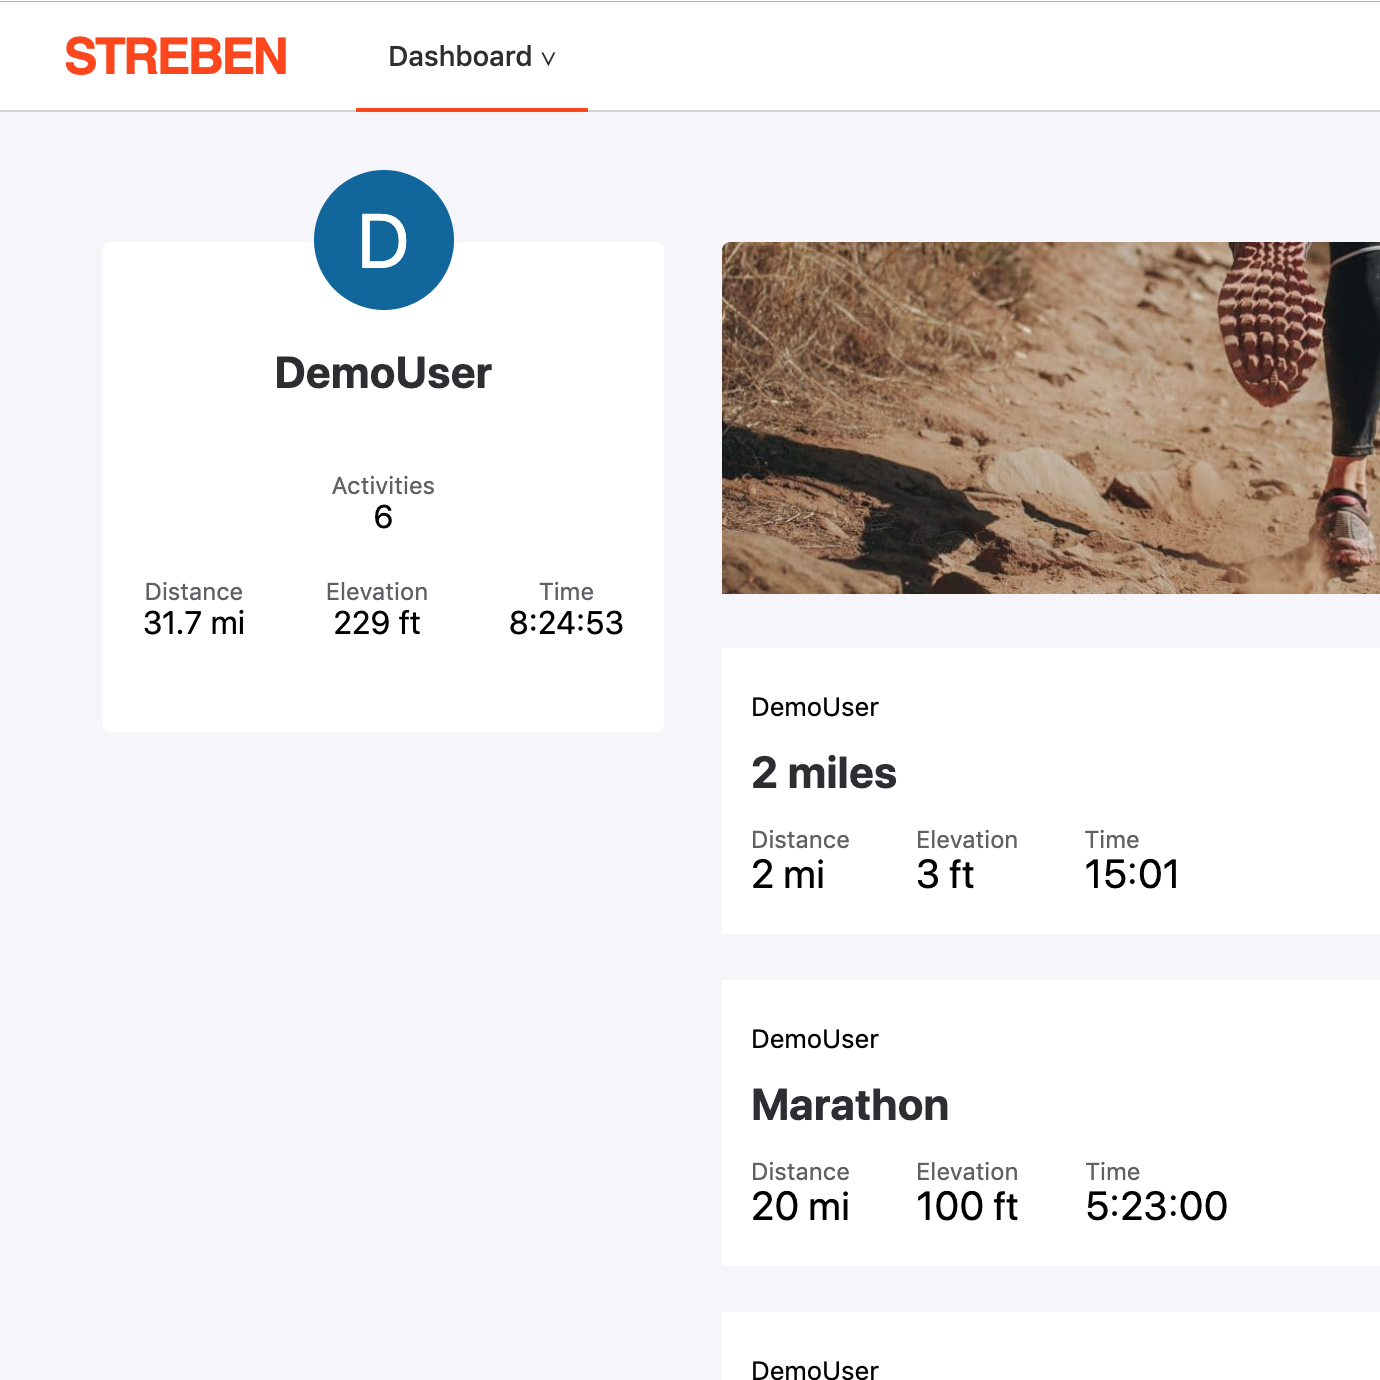 STREBEN
Dashboard v
D
DemoUser
Activities
6
Distance Elevation Time
31.7 mi 229 ft 8:24:53
DemoUser
2 miles
Distance Elevation Time
2 mi 3 ft 15:01
DemoUser
Marathon
Distance Elevation Time
20 mi 100 ft 5:23:00
DemoUser